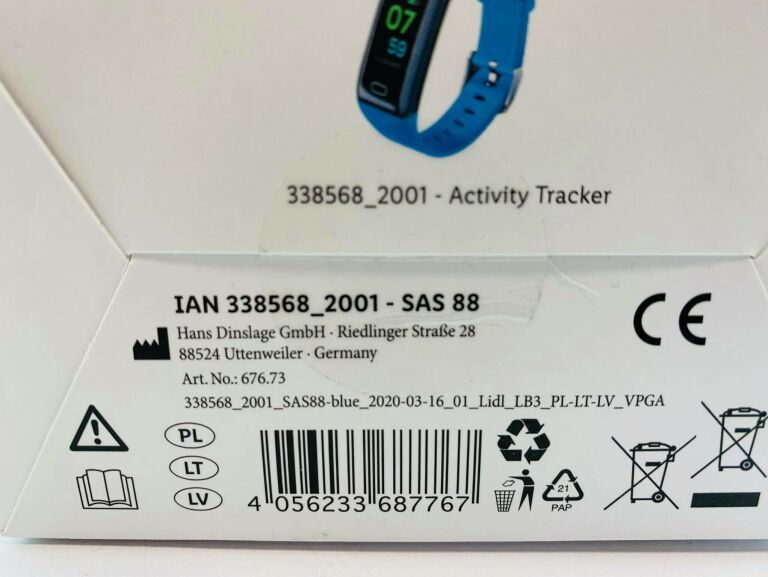 07
59
338568_2001 - Activity Tracker
IAN 338568_2001 - SAS 88
Hans Dinslage GmbH · Riedlinger Straße 28
88524 Uttenweiler · Germany
Art. No.: 676.73
338568_2001_SAS88-blue_2020-03-16_01_Lidl_LB3_PL-LT-LV_VPGA
CE
PL
LT
LV
4 056233 687767
21
PAP